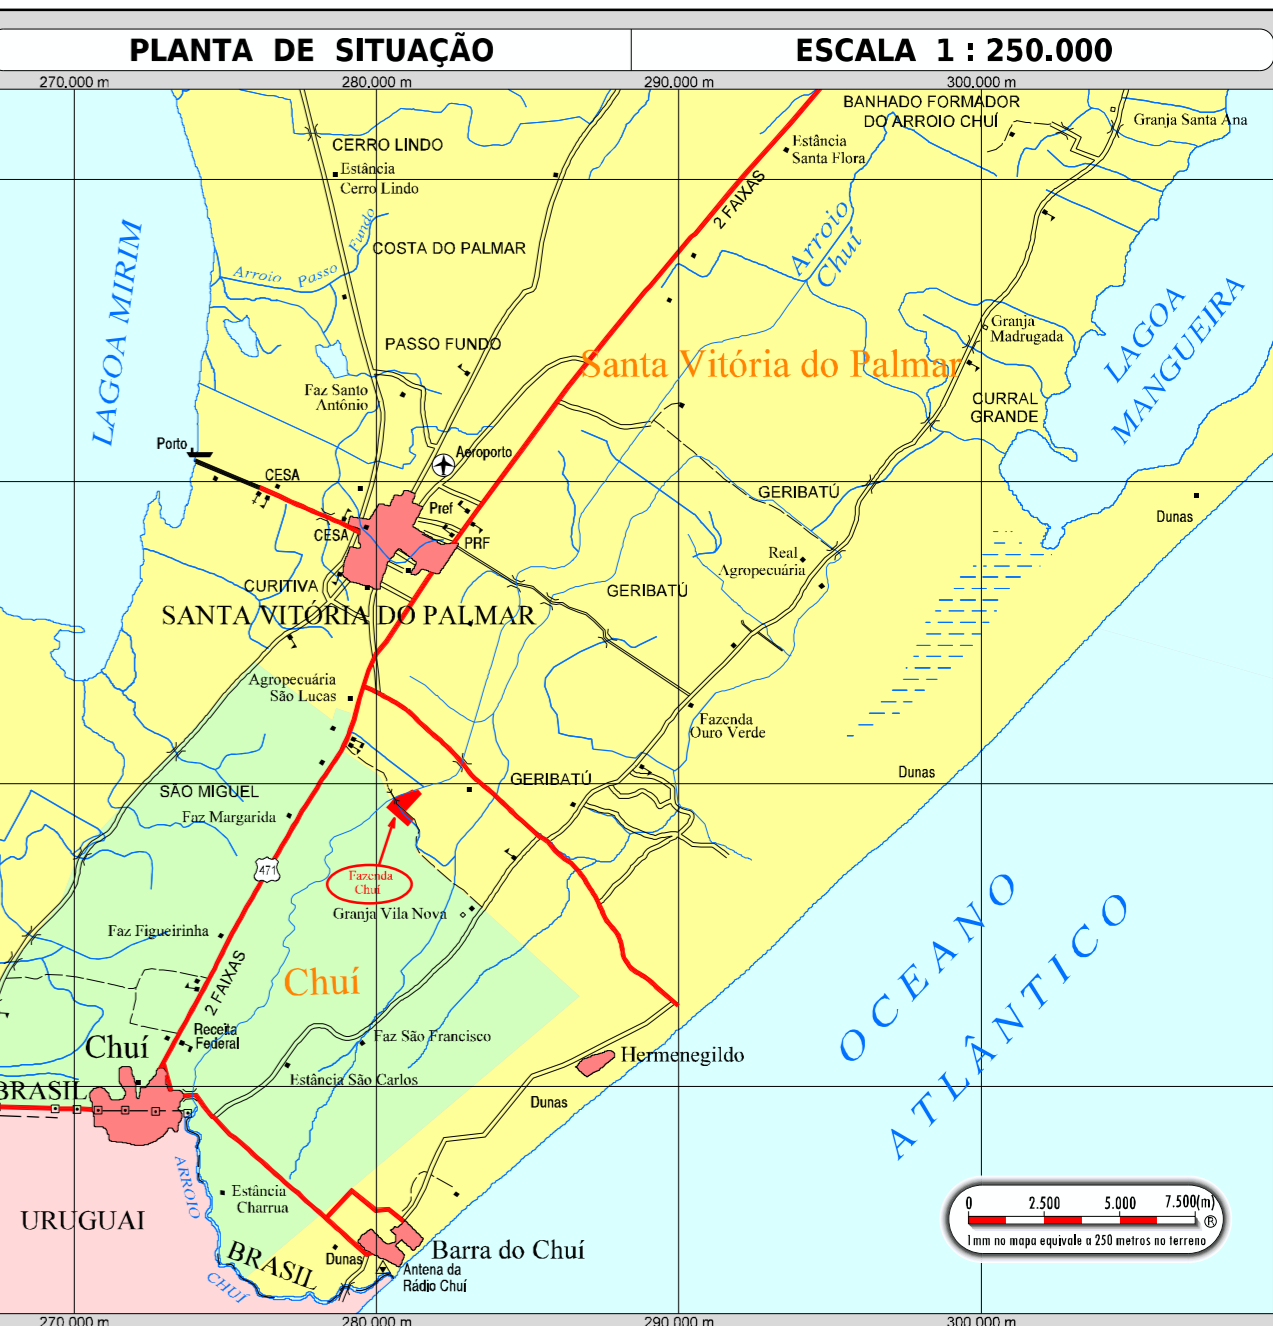 PLANTA DE SITUAÇÃO
ESCALA 1 : 250.000
270.000 m
280.000 m
290.000 m
300.000 m
BANHADO FORMADOR
DO ARROIO CHUÍ
Granja Santa Ana
CERRO LINDO
Estância
Cerro Lindo
Estância
Santa Flora
2 FAIXAS
Arroio
Chuí
COSTA DO PALMAR
Arroio Passo Fundo
LAGOA MIRIM
LAGOA
MANGUEIRA
Granja
Madrugada
PASSO FUNDO
Santa Vitória do Palmar
Faz Santo
Antônio
CURRAL
GRANDE
Porto
Aeroporto
CESA
GERIBATÚ
Pref
Dunas
CESA
PRF
Real
Agropecuária
CURITIVA
GERIBATÚ
SANTA VITÓRIA DO PALMAR
Agropecuária
São Lucas
Fazenda
Ouro Verde
Dunas
GERIBATÚ
SÃO MIGUEL
Faz Margarida
471
Fazenda
Chuí
Granja Vila Nova
Faz Figueirinha
OCEANO
ATLÂNTICO
Chuí
2 FAIXAS
Receita
Federal
Faz São Francisco
Chuí
Hermenegildo
Estância São Carlos
BRASIL
Dunas
ARROIO
Estância
Charrua
URUGUAI
0 2.500 5.000 7.500(m)
®
1mm no mapa equivale a 250 metros no terreno
BRASIL
Dunas
Barra do Chuí
Antena da
Rádio Chuí
CHUÍ
270.000 m
280.000 m
290.000 m
300.000 m